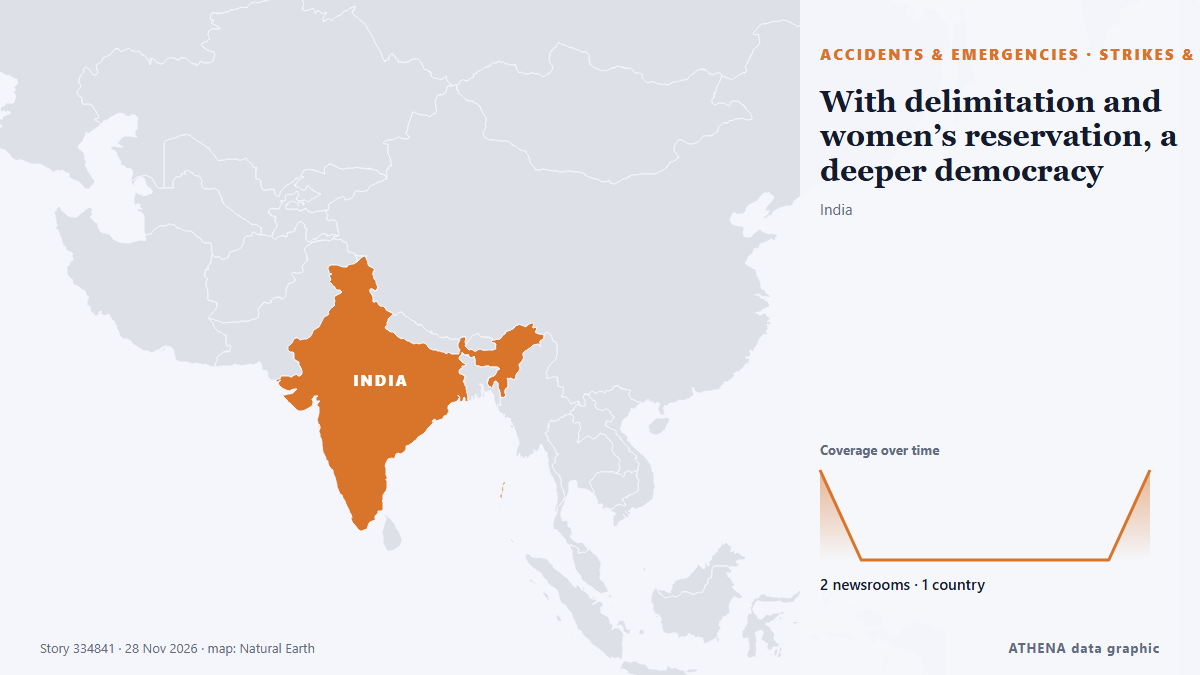 ACCIDENTS & EMERGENCIES · STRIKES &
With delimitation and
women’s reservation, a
deeper democracy
India
INDIA
Coverage over time
2 newsrooms · 1 country
Story 334841 · 28 Nov 2026 · map: Natural Earth
ATHENA data graphic